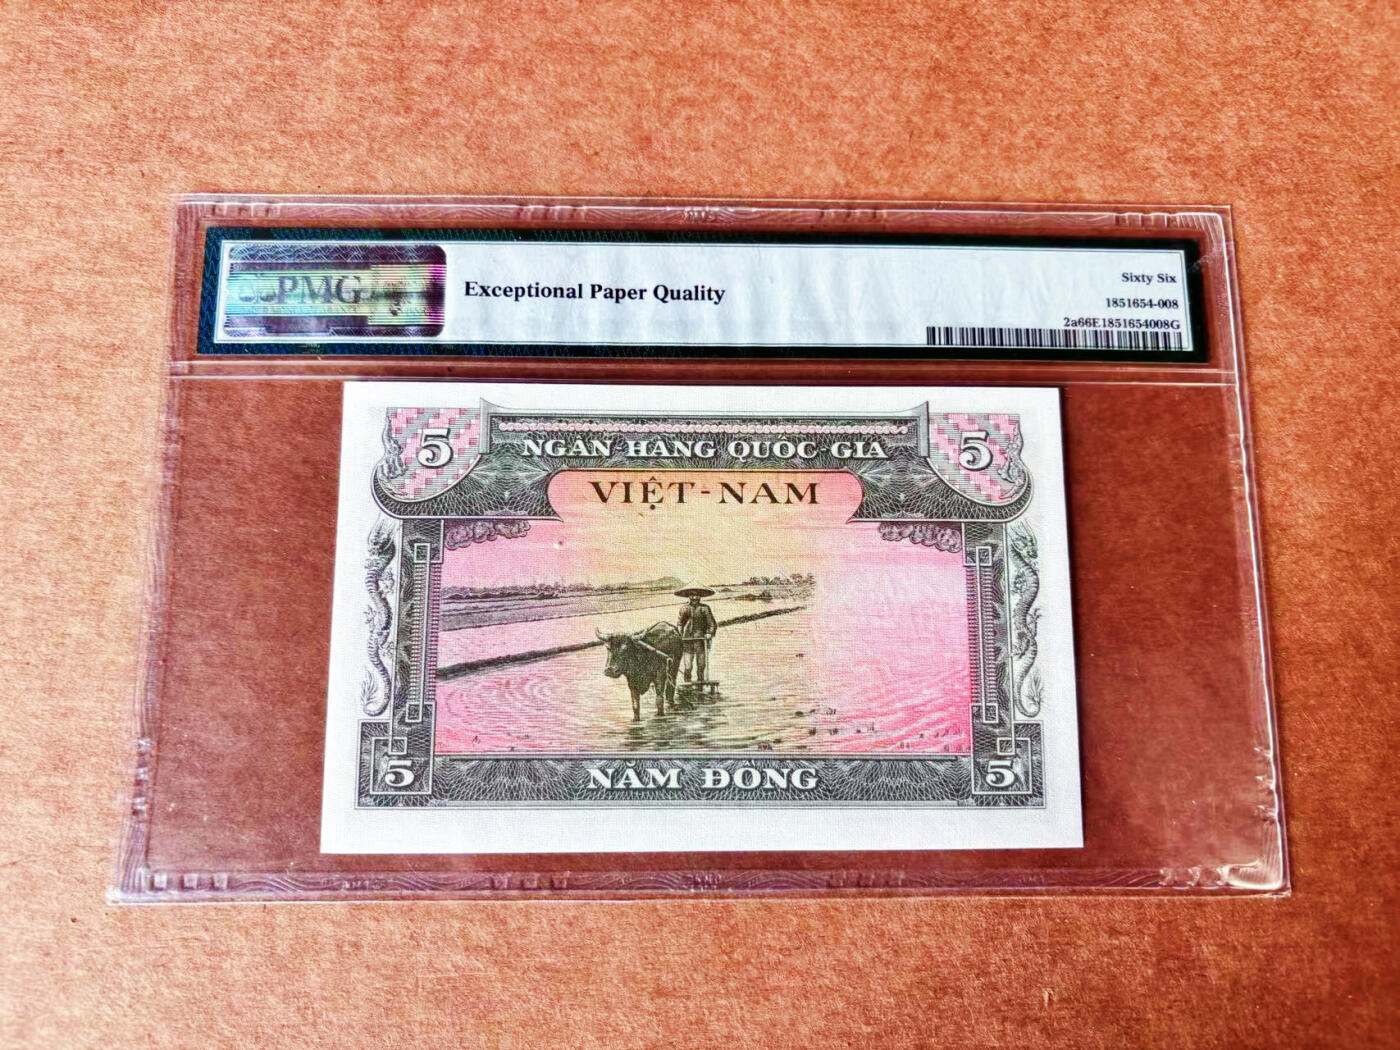 PMG
Exceptional Paper Quality
Sixty Six
1851654-008
2a66E1851654008G
5
NGÂN HÀNG QUỐC-GIA
5
VIỆT-NAM
5
NĂM ĐỒNG
5